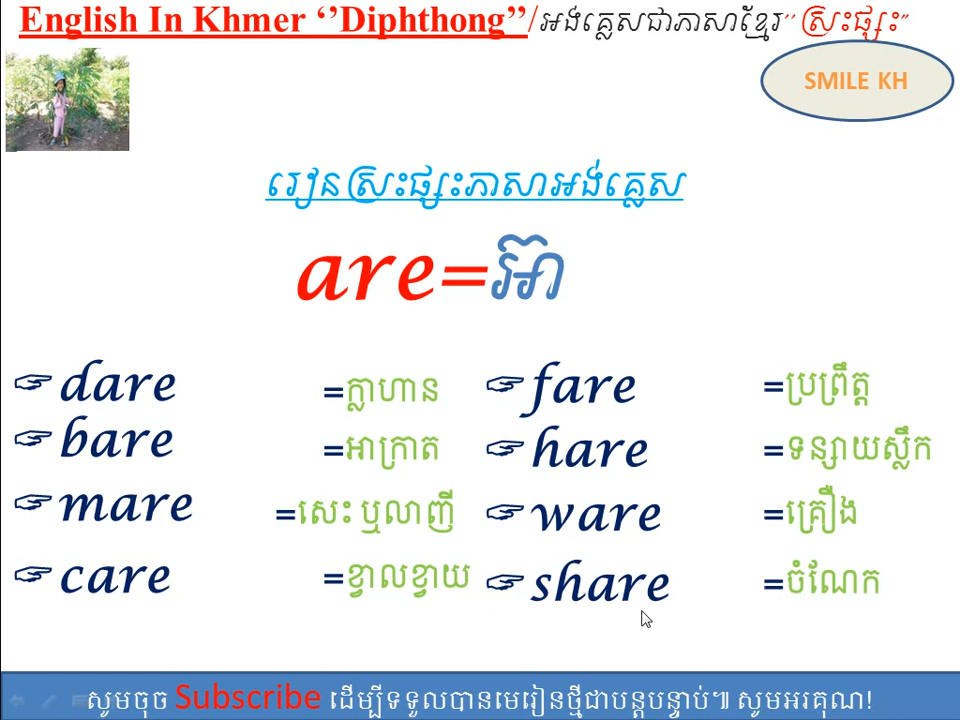 English In Khmer ‘’Diphthong’’/អង់គ្លេសជាភាសាខ្មែរ’’ ស្រះផ្សះ”
SMILE KH
រៀនស្រះផ្សះភាសាអង់គ្លេស
are=អ៊ា
☞ dare =ក្លាហាន
☞ bare =អាក្រាត
☞ mare =សេះ ឬលាញី
☞ care =ខ្វាលខ្វាយ
☞ fare =ប្រព្រឹត្ត
☞ hare =ទន្សាយស្លឹក
☞ ware =គ្រឿង
☞ share =ចំណែក
សូមចុច Subscribe ដើម្បីទទួលបានមេរៀនថ្មីជាបន្តបន្ទាប់៕ សូមអរគុណ!